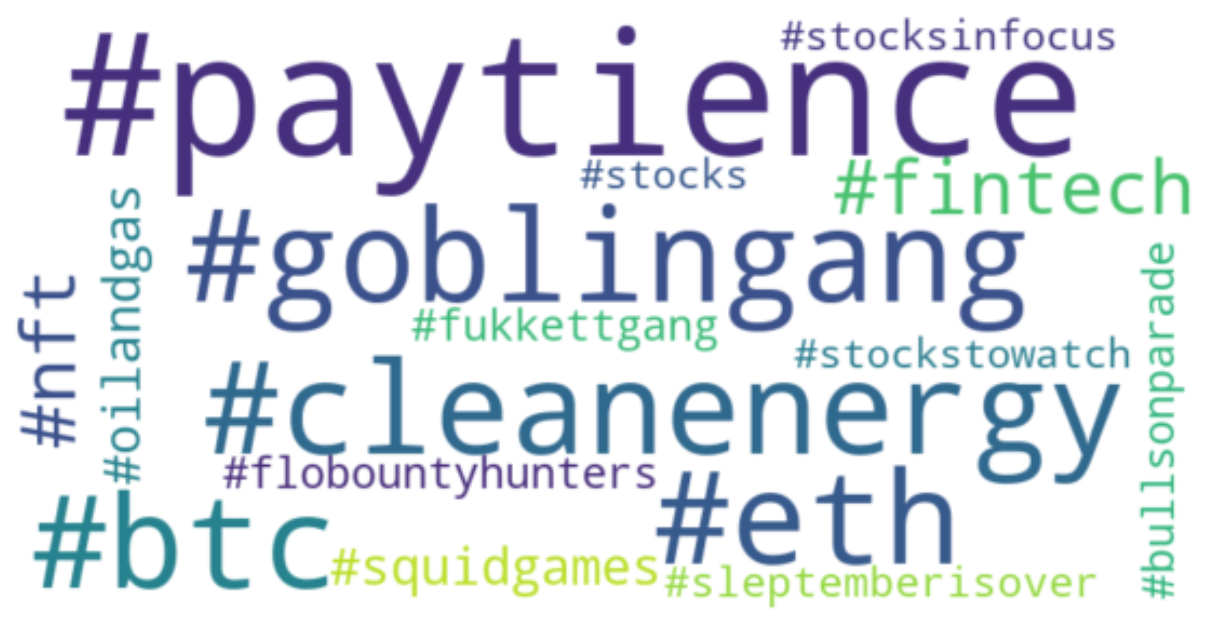 #paytience
#stocksinfocus
#stocks
#fintech
#goblingang
#oilandgas
#nft
#fukkettgang
#stockstowatch
#bullsonparade
#cleanenergy
#flobountyhunters
#eth
#btc
#squidgames
#sleptemberisover